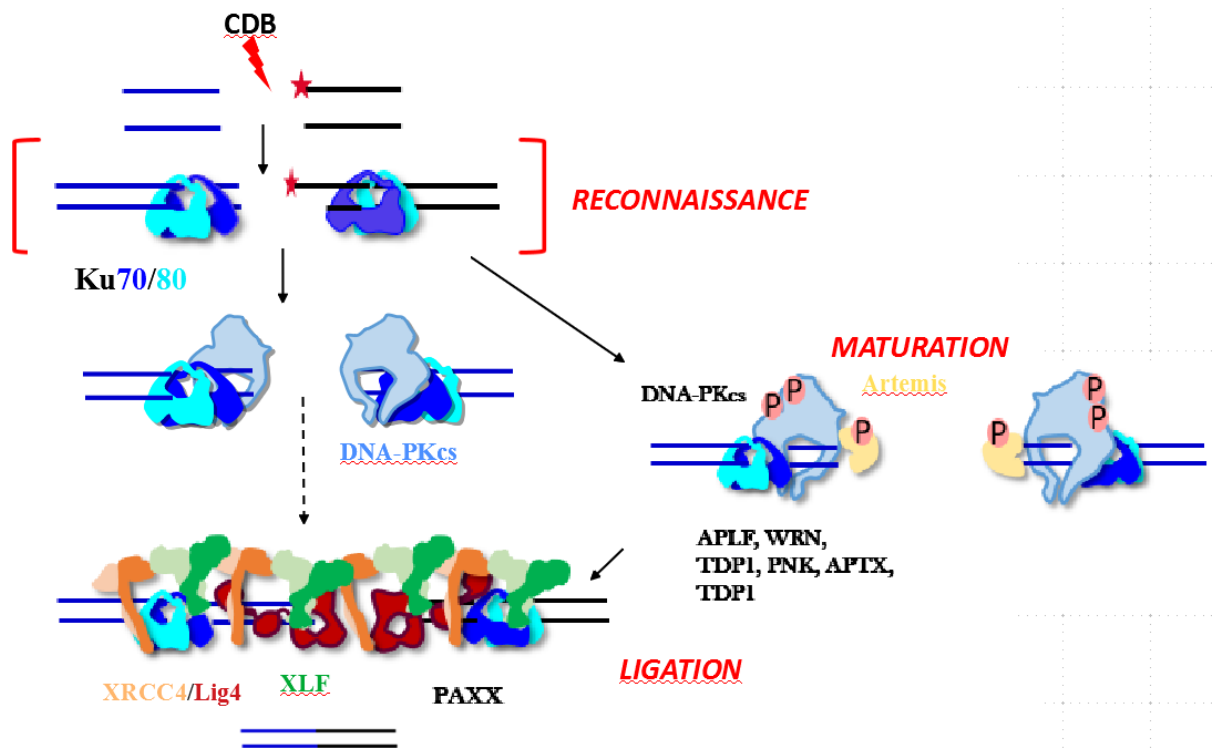 CDB
RECONNAISSANCE
Ku70/80
MATURATION
DNA-PKcs
Artemis
P
P
P
P
P
P
DNA-PKcs
APLF, WRN,
TDP1, PNK, APTX,
TDP1
XRCC4/Lig4
XLF
PAXX
LIGATION